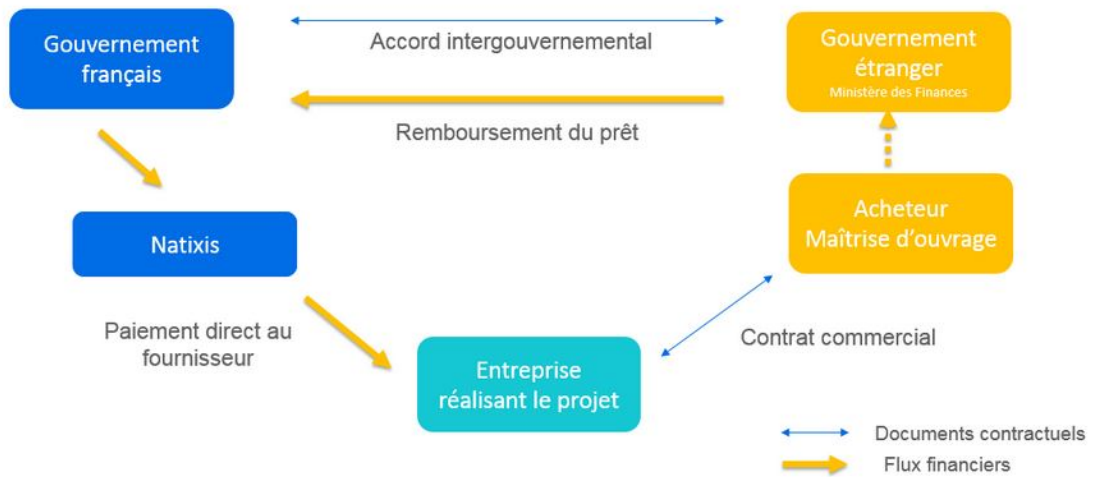 Gouvernement
français
Accord intergouvernemental
Gouvernement
étranger
Ministère des Finances
Remboursement du prêt
Natixis
Acheteur
Maîtrise d'ouvrage
Paiement direct au
fournisseur
Contrat commercial
Entreprise
réalisant le projet
Documents contractuels
Flux financiers